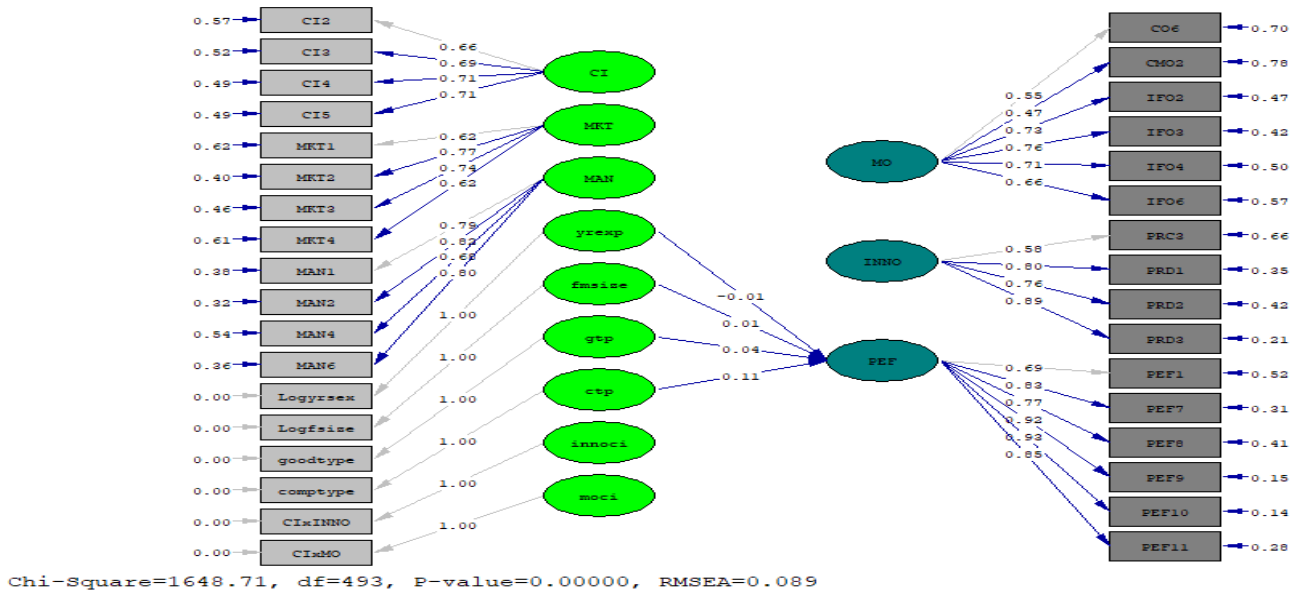 0.57 CI2
0.52 CI3
0.49 CI4
0.49 CI5
0.62 MKT1
0.40 MKT2
0.46 MKT3
0.61 MKT4
0.38 MAN1
0.32 MAN2
0.54 MAN4
0.36 MAN6
0.00 Logyrsex
0.00 Logfsize
0.00 goodtype
0.00 comptype
0.00 CIxINNO
0.00 CIxMO
0.66
0.69
0.71
0.71
0.62
0.77
0.74
0.62
0.79
0.82
0.68
0.80
1.00
1.00
1.00
1.00
1.00
1.00
CI
MKT
MAN
yrexp
fmsize
gtp
ctp
innoci
moci
-0.01
0.01
0.04
0.11
MO
INNO
PEF
0.55
0.47
0.73
0.76
0.71
0.66
0.58
0.80
0.76
0.89
0.69
0.83
0.77
0.92
0.93
0.85
CO6 0.70
CMO2 0.78
IFO2 0.47
IFO3 0.42
IFO4 0.50
IFO6 0.57
PRC3 0.66
PRD1 0.35
PRD2 0.42
PRD3 0.21
PEF1 0.52
PEF7 0.31
PEF8 0.41
PEF9 0.15
PEF10 0.14
PEF11 0.28
Chi-Square=1648.71, df=493, P-value=0.00000, RMSEA=0.089